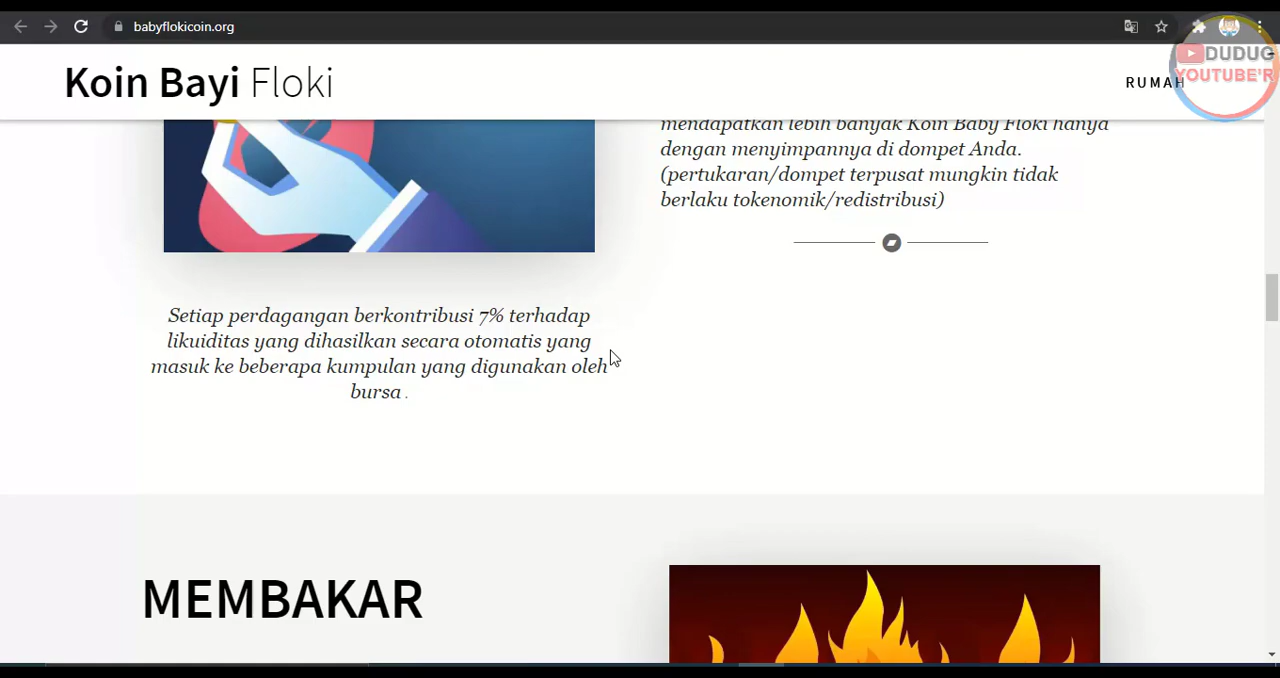 babyflokicoin.org
Koin Bayi Floki
RUMAH
DUDUG
YOUTUBE'R
mendapatkan lebih banyak Koin Baby Floki hanya
dengan menyimpannya di dompet Anda.
(pertukaran/dompet terpusat mungkin tidak
berlaku tokenomik/redistribusi)
Setiap perdagangan berkontribusi 7% terhadap
likuiditas yang dihasilkan secara otomatis yang
masuk ke beberapa kumpulan yang digunakan oleh
bursa .
MEMBAKAR